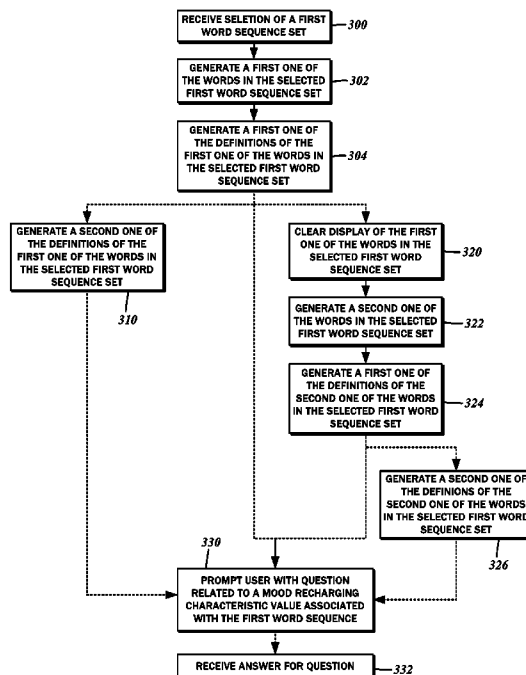 RECEIVE SELETION OF A FIRST
WORD SEQUENCE SET
300
GENERATE A FIRST ONE OF
THE WORDS IN THE SELECTED
FIRST WORD SEQUENCE SET
302
GENERATE A FIRST ONE OF
THE DEFINITIONS OF THE
FIRST ONE OF THE WORDS IN
THE SELECTED FIRST WORD
SEQUENCE SET
304
GENERATE A SECOND ONE OF
THE DEFINITIONS OF THE
FIRST ONE OF THE WORDS IN
THE SELECTED FIRST WORD
SEQUENCE SET
310
CLEAR DISPLAY OF THE FIRST
ONE OF THE WORDS IN THE
SELECTED FIRST WORD
SEQUENCE SET
320
GENERATE A SECOND ONE OF
THE WORDS IN THE SELECTED
FIRST WORD SEQUENCE SET
322
GENERATE A FIRST ONE OF
THE DEFINITIONS OF THE
SECOND ONE OF THE WORDS
IN THE SELECTED FIRST WORD
SEQUENCE SET
324
GENERATE A SECOND ONE OF
THE DEFINIONS OF THE
SECOND ONE OF THE WORDS
IN THE SELECTED FIRST WORD
SEQUENCE SET
326
330
PROMPT USER WITH QUESTION
RELATED TO A MOOD RECHARGING
CHARACTERISTIC VALUE ASSOCIATED
WITH THE FIRST WORD SEQUENCE
RECEIVE ANSWER FOR QUESTION
332